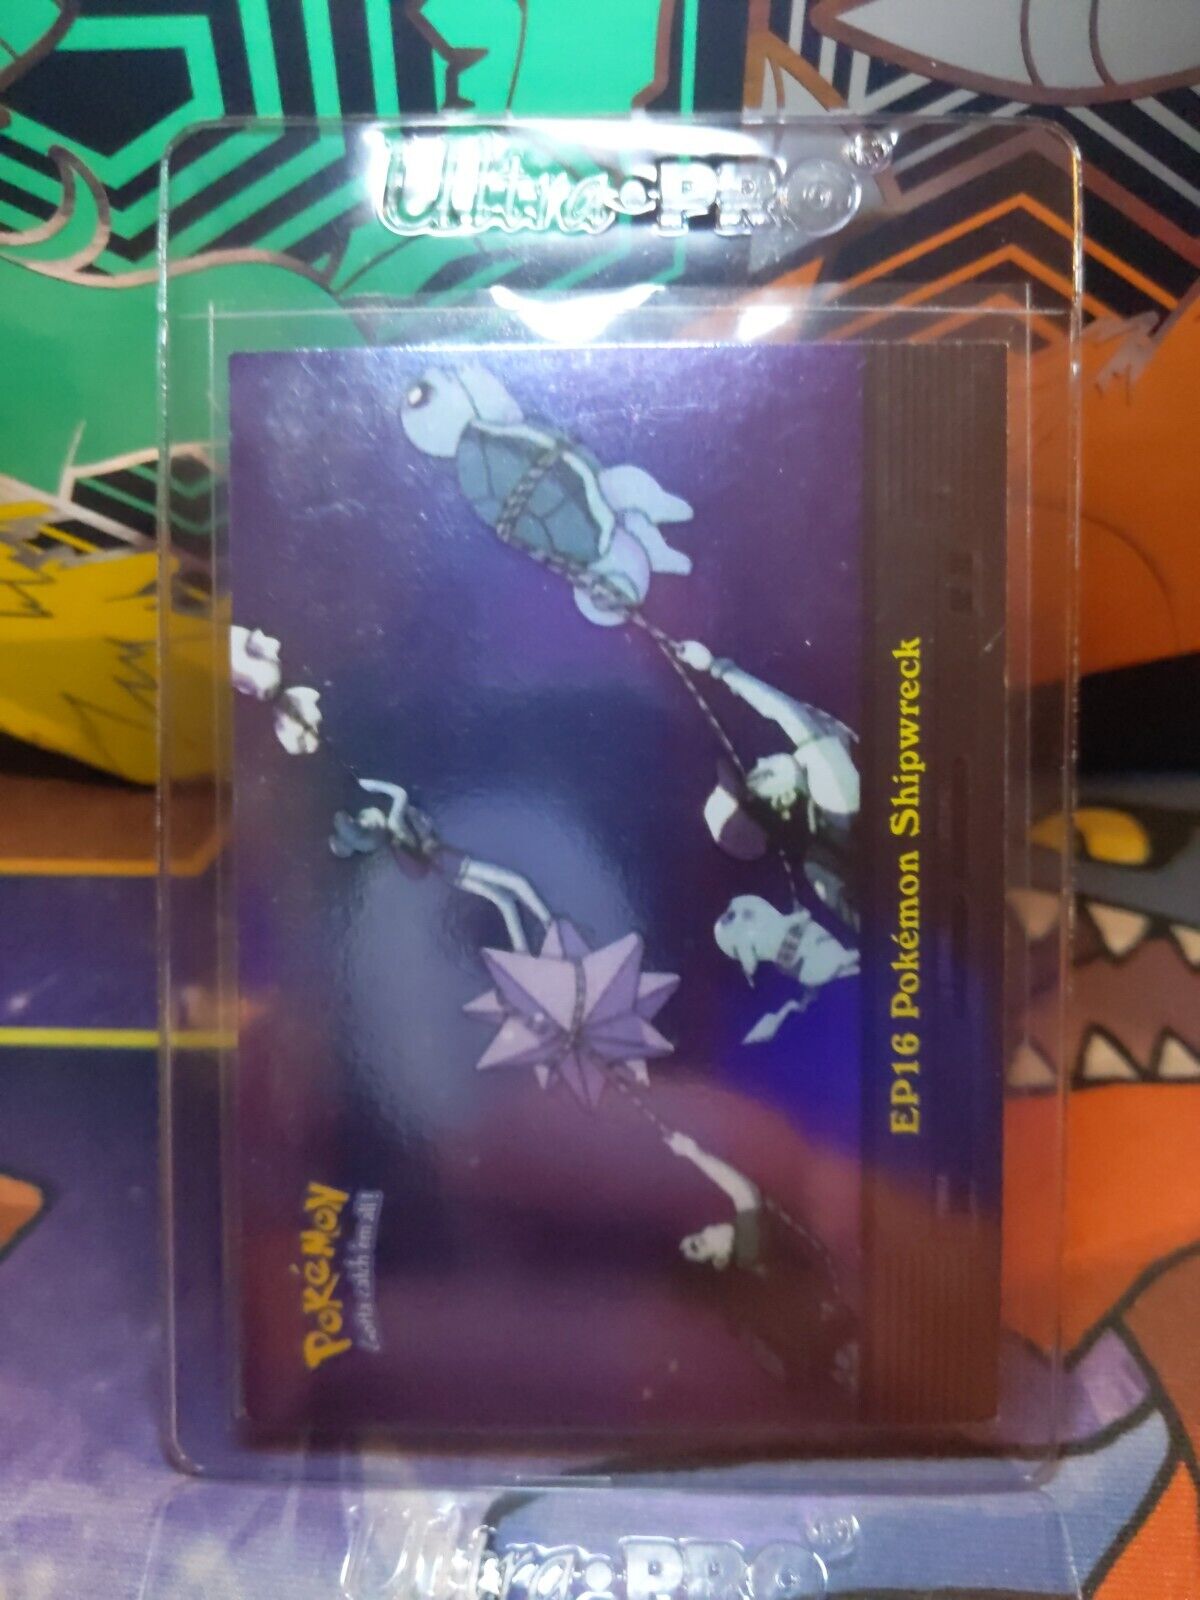 Ultra•PRO®
POKéMON
Gotta catch 'em all!
EP16 Pokémon Shipwreck
Ultra•PRO®